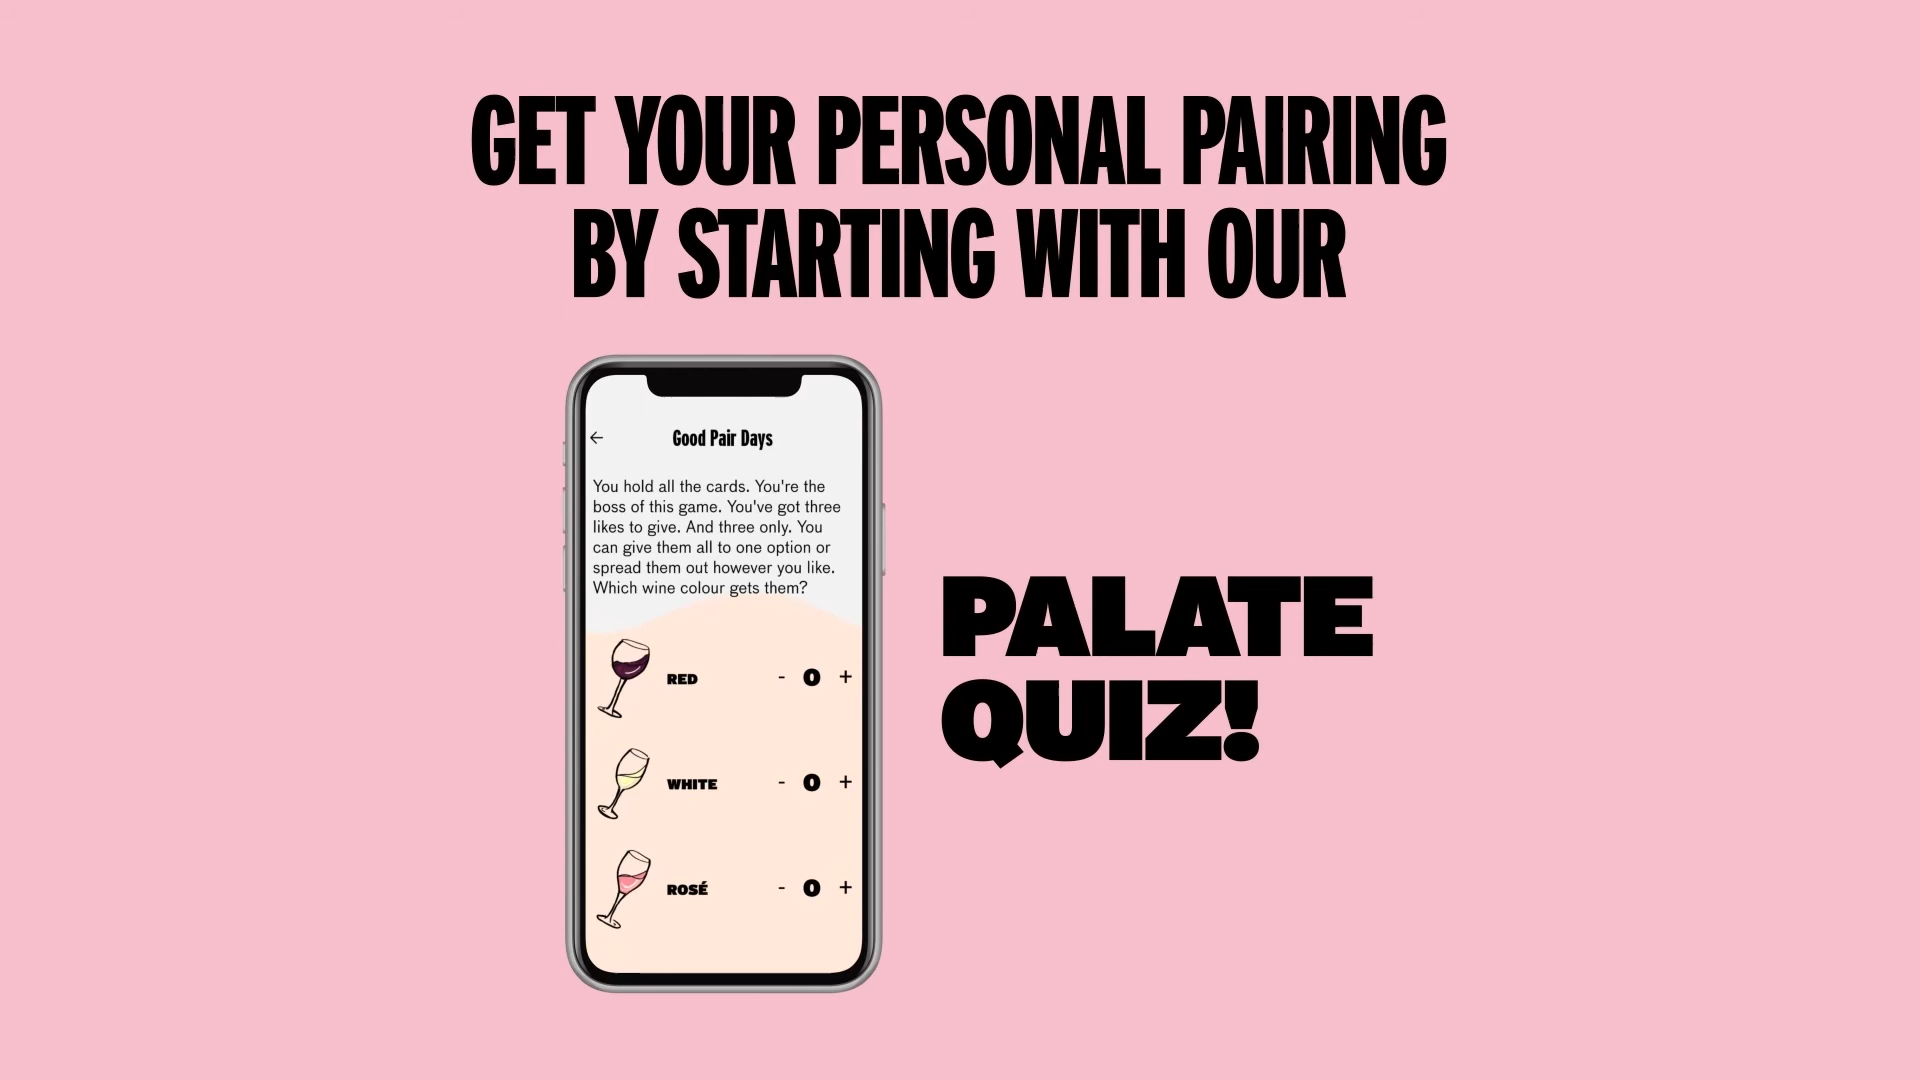 GET YOUR PERSONAL PAIRING
BY STARTING WITH OUR
Good Pair Days
You hold all the cards. You're the
boss of this game. You've got three
likes to give. And three only. You
can give them all to one option or
spread them out however you like.
Which wine colour gets them?
RED - 0 +
WHITE - 0 +
ROSÉ - 0 +
PALATE
QUIZ!